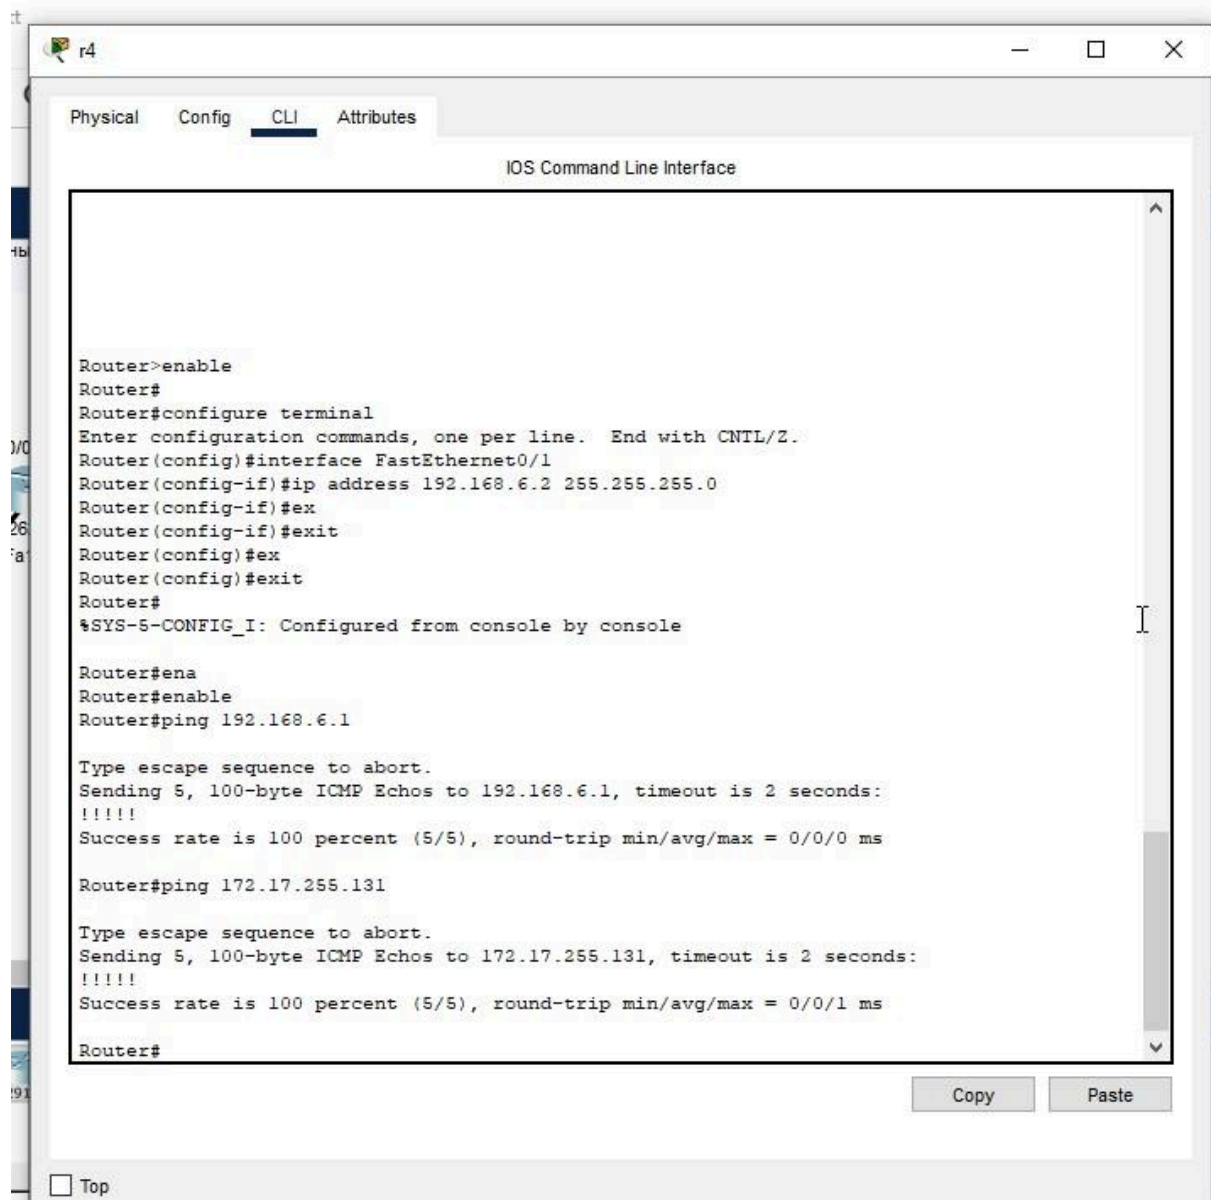 r4
Physical Config CLI Attributes
IOS Command Line Interface
Router>enable
Router#
Router#configure terminal
Enter configuration commands, one per line.  End with CNTL/Z.
Router(config)#interface FastEthernet0/1
Router(config-if)#ip address 192.168.6.2 255.255.255.0
Router(config-if)#ex
Router(config-if)#exit
Router(config)#ex
Router(config)#exit
Router#
%SYS-5-CONFIG_I: Configured from console by console
Router#ena
Router#enable
Router#ping 192.168.6.1
Type escape sequence to abort.
Sending 5, 100-byte ICMP Echos to 192.168.6.1, timeout is 2 seconds:
!!!!!
Success rate is 100 percent (5/5), round-trip min/avg/max = 0/0/0 ms
Router#ping 172.17.255.131
Type escape sequence to abort.
Sending 5, 100-byte ICMP Echos to 172.17.255.131, timeout is 2 seconds:
!!!!!
Success rate is 100 percent (5/5), round-trip min/avg/max = 0/0/1 ms
Router#
Copy Paste
Top